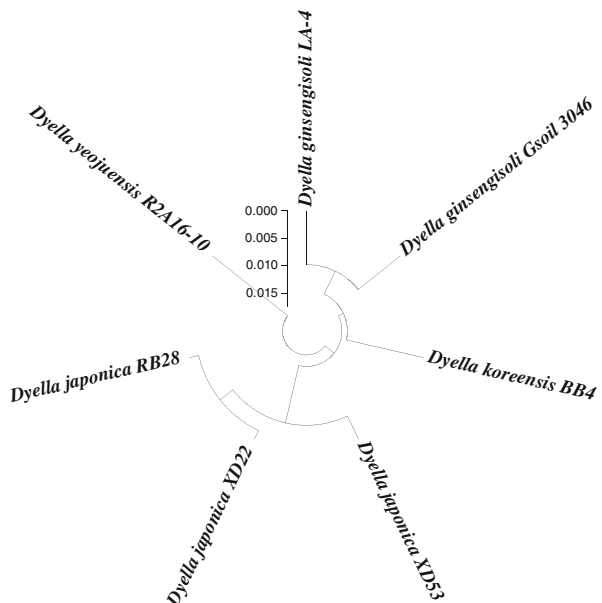 Dyella ginsengisoli LA-4
Dyella ginsengisoli Gsoil 3046
Dyella yeojuensis R2A16-10
0.000
0.005
0.010
0.015
Dyella koreensis BB4
Dyella japonica RB28
Dyella japonica XD22
Dyella japonica XD53